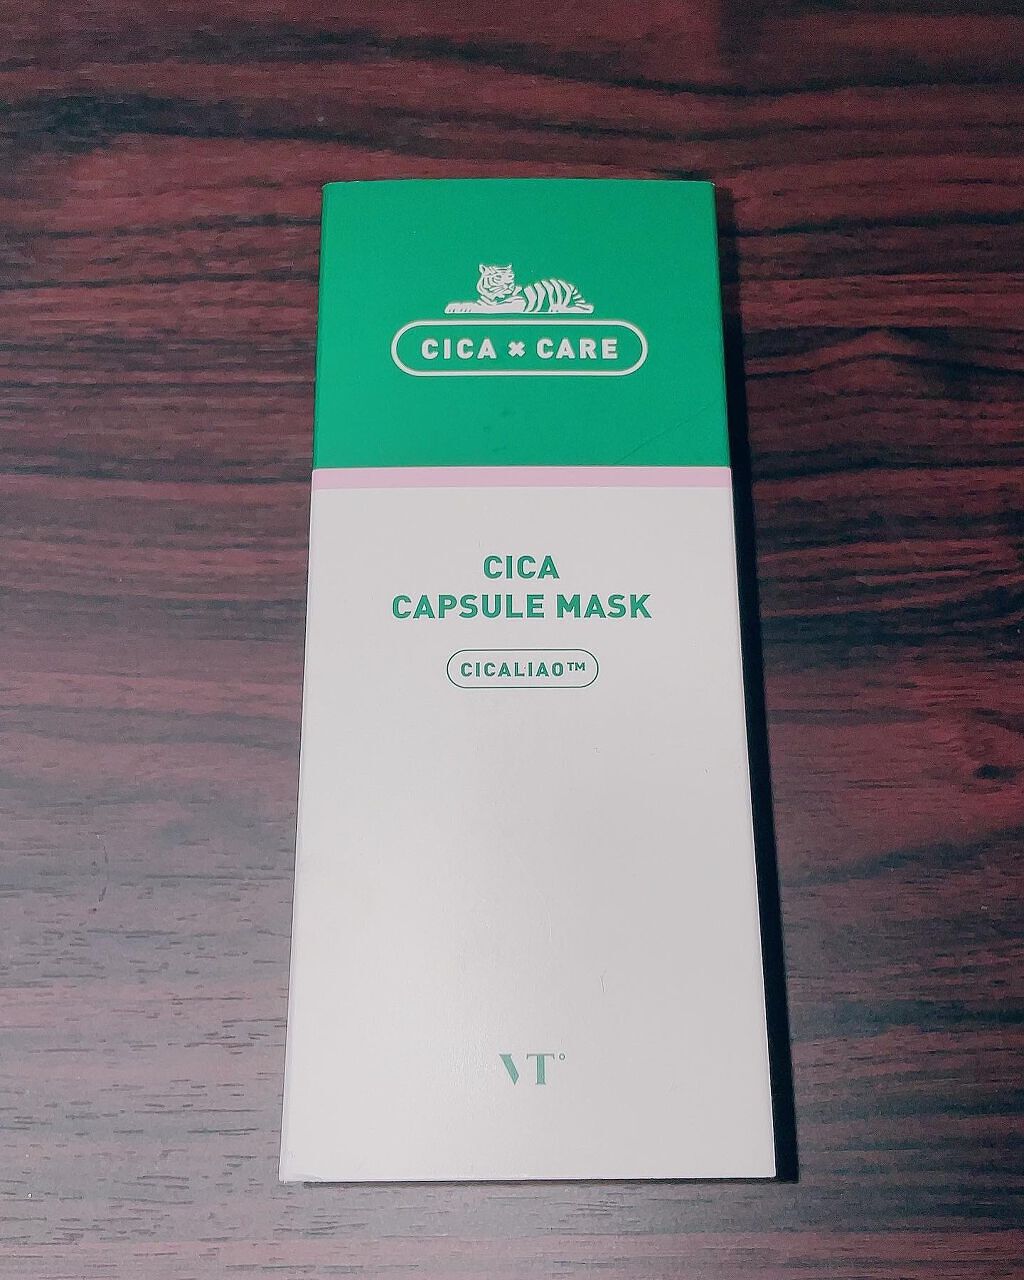 CICA × CARE
CICA
CAPSULE MASK
CICALIAO™
VT°